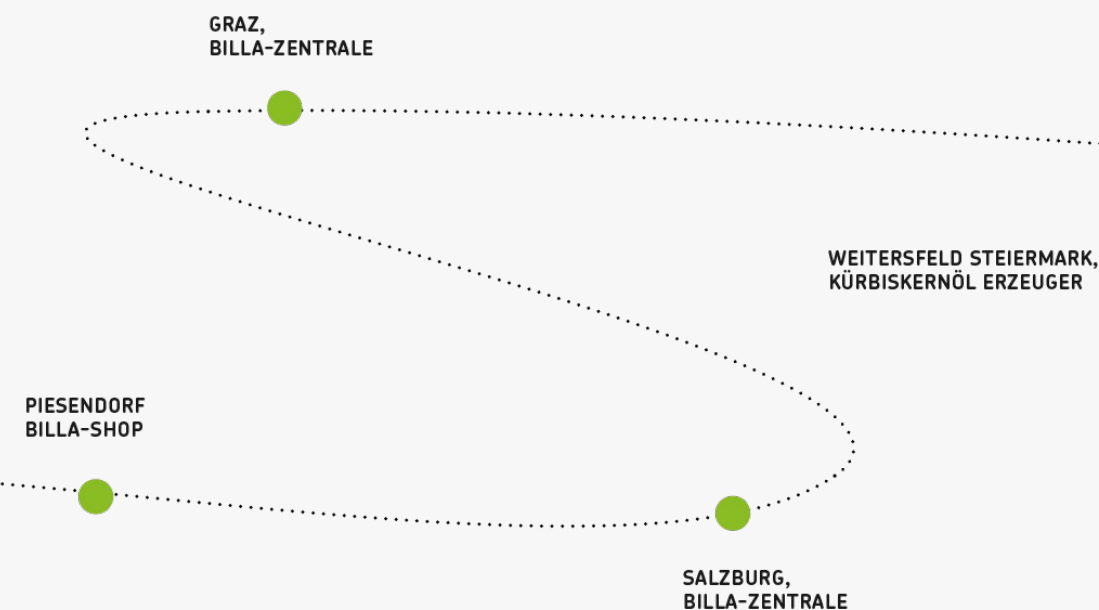 GRAZ,
BILLA-ZENTRALE
WEITERSFELD STEIERMARK,
KÜRBISKERNÖL ERZEUGER
PIESENDORF
BILLA-SHOP
SALZBURG,
BILLA-ZENTRALE